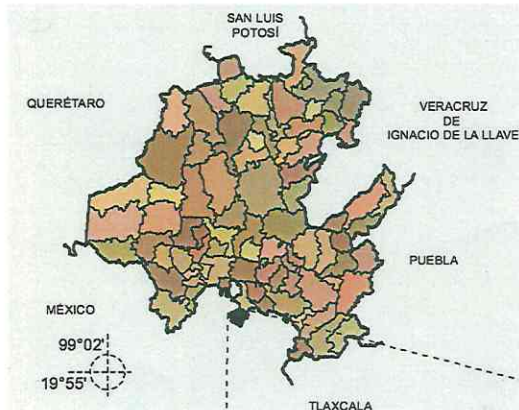 SAN LUIS
POTOSÍ
QUERÉTARO
VERACRUZ
DE
IGNACIO DE LA LLAVE
PUEBLA
MÉXICO
99°02'
19°55'
TLAXCALA